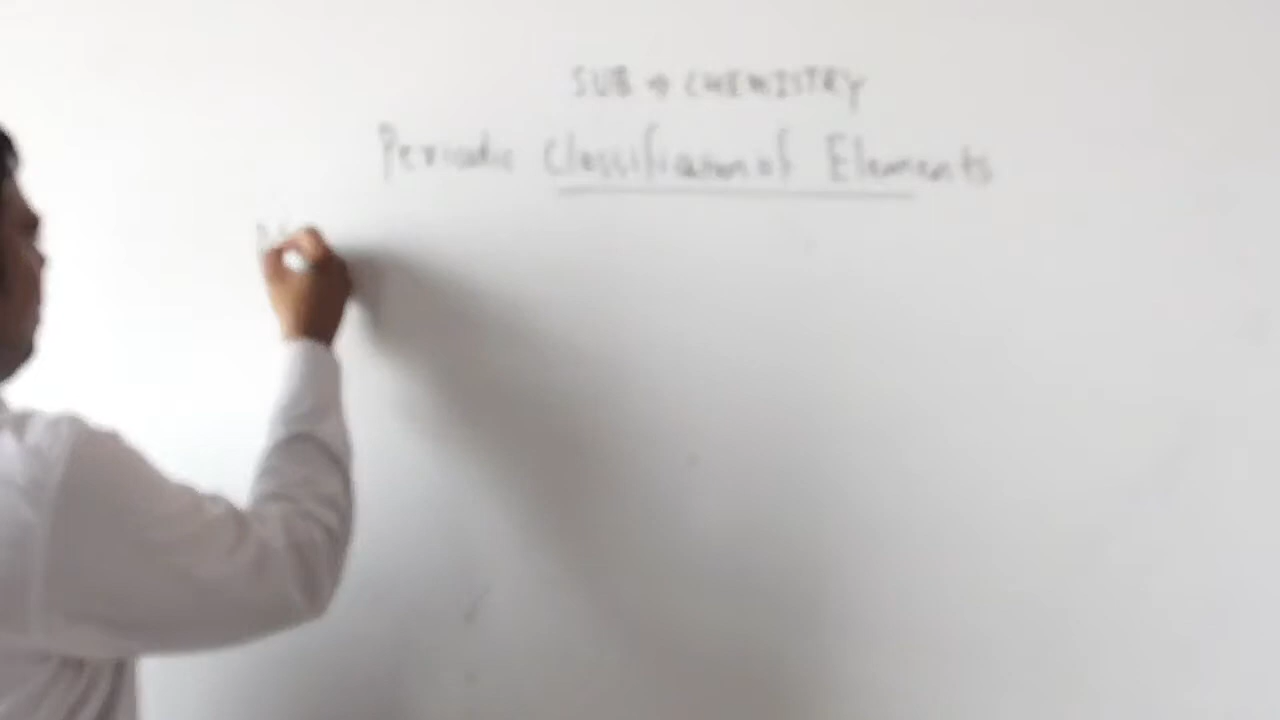 SUB → CHEMISTRY
Periodic Classification of Elements